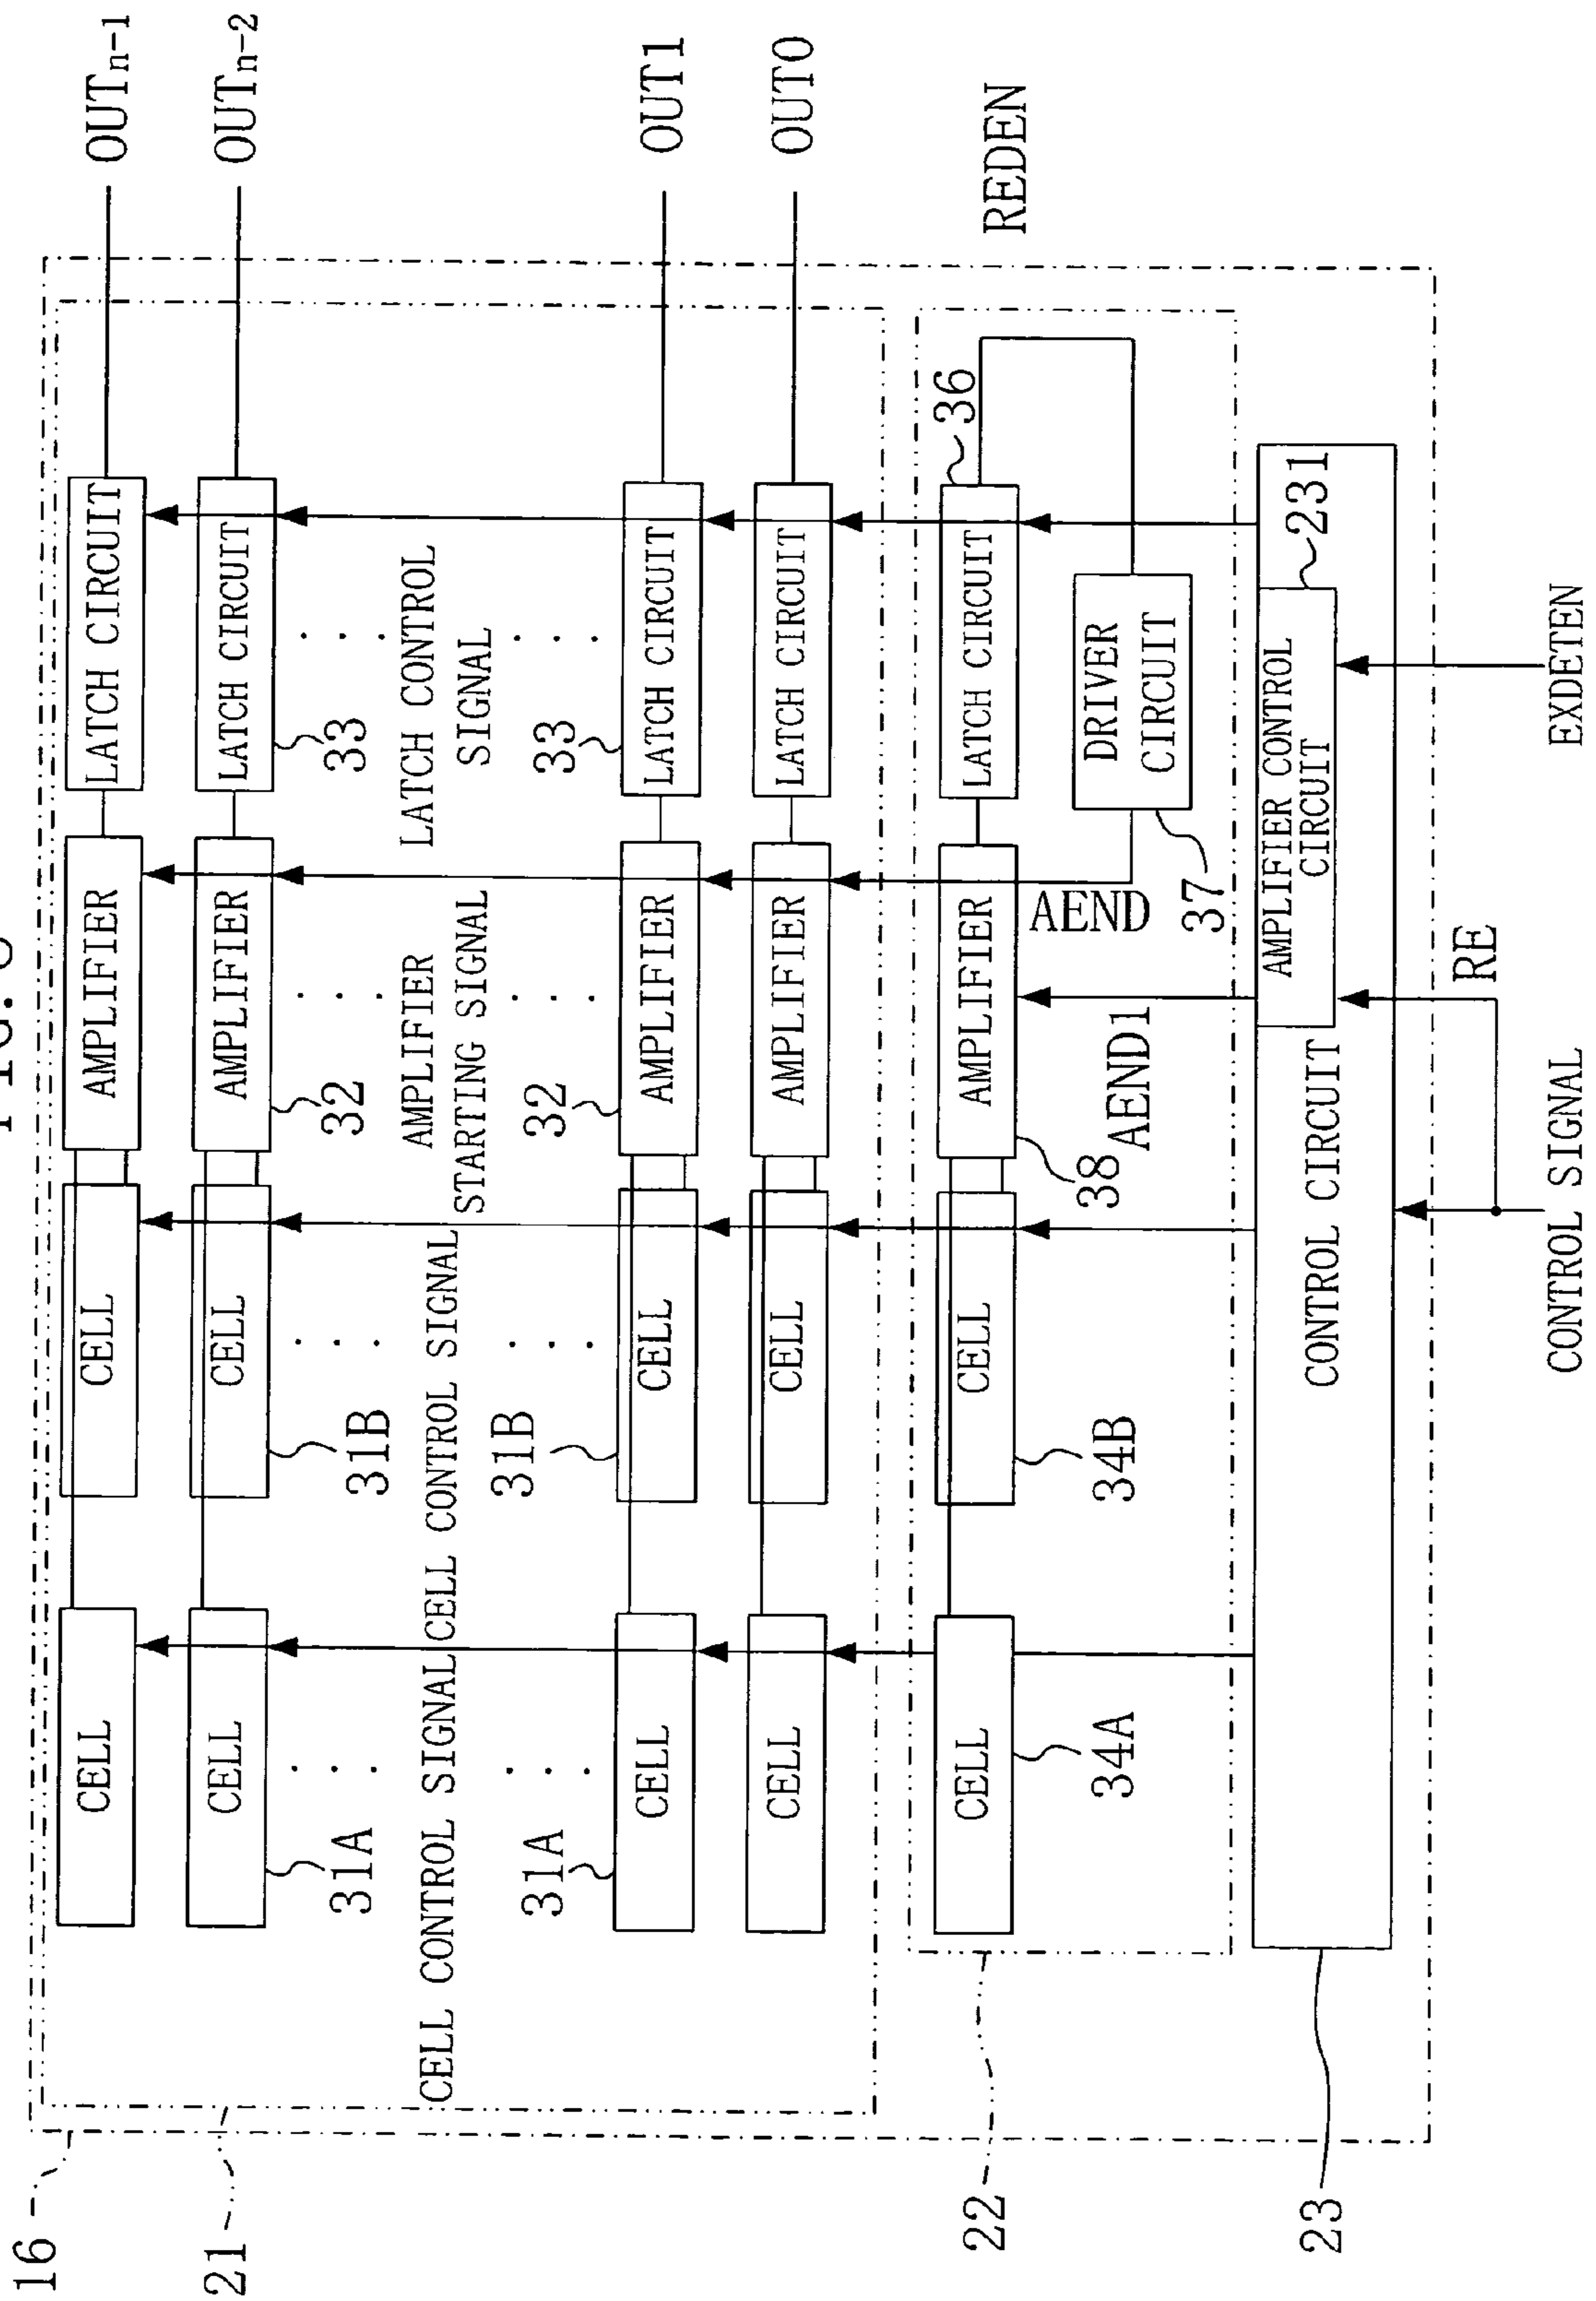 OUTn-1
OUTn-2
OUT1
OUT0
REDEN
LATCH CIRCUIT
LATCH CIRCUIT
33
LATCH CONTROL
SIGNAL
33
LATCH CIRCUIT
LATCH CIRCUIT
36
LATCH CIRCUIT
DRIVER
CIRCUIT
37
231
AMPLIFIER CONTROL
CIRCUIT
EXDETEN
AMPLIFIER
AMPLIFIER
32
AMPLIFIER
STARTING SIGNAL
32
AMPLIFIER
AMPLIFIER
AMPLIFIER
38
AEND
AEND1
RE
CELL
CELL
31B
CELL CONTROL SIGNAL
31B
CELL
CELL
CELL
34B
CONTROL CIRCUIT
CONTROL SIGNAL
CELL
CELL
31A
CELL CONTROL SIGNAL
31A
CELL
CELL
CELL
34A
16
21
22
23